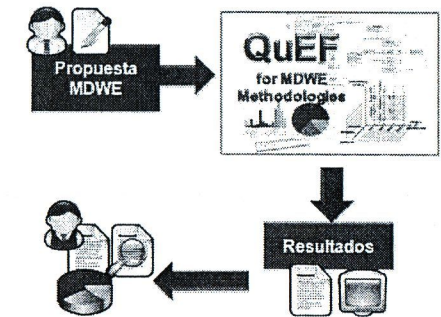 Propuesta
MDWE
QuEF
for MDWE
Methodologies
Resultados